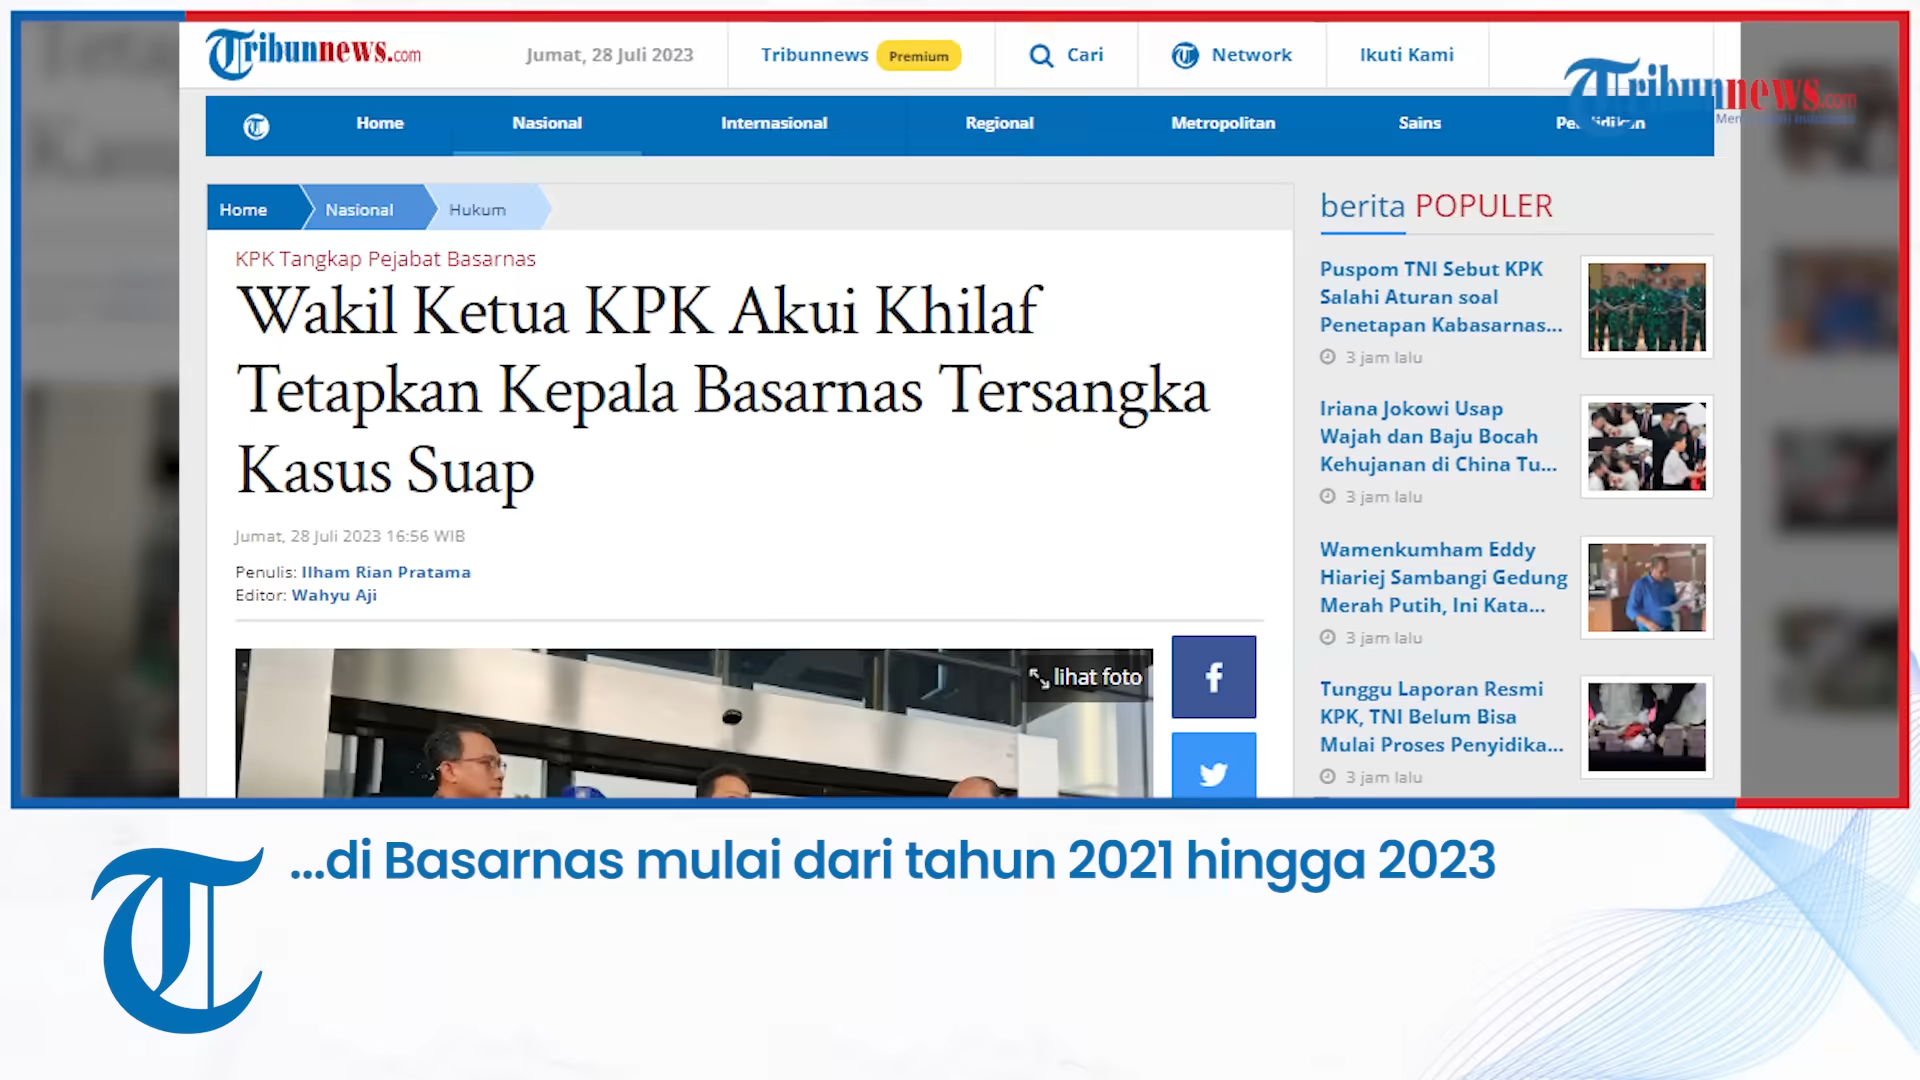 Tribunnews.com
Jumat, 28 Juli 2023
Tribunnews Premium
Cari
Network
Ikuti Kami
Tribunnews.com
Home
Nasional
Internasional
Regional
Metropolitan
Sains
Pendidikan
Home
Nasional
Hukum
KPK Tangkap Pejabat Basarnas
Wakil Ketua KPK Akui Khilaf
Tetapkan Kepala Basarnas Tersangka
Kasus Suap
Jumat, 28 Juli 2023 16:56 WIB
Penulis: Ilham Rian Pratama
Editor: Wahyu Aji
lihat foto
berita POPULER
Puspom TNI Sebut KPK
Salahi Aturan soal
Penetapan Kabasarnas...
3 jam lalu
Iriana Jokowi Usap
Wajah dan Baju Bocah
Kehujanan di China Tu...
3 jam lalu
Wamenkumham Eddy
Hiariej Sambangi Gedung
Merah Putih, Ini Kata...
3 jam lalu
Tunggu Laporan Resmi
KPK, TNI Belum Bisa
Mulai Proses Penyidika...
3 jam lalu
...di Basarnas mulai dari tahun 2021 hingga 2023